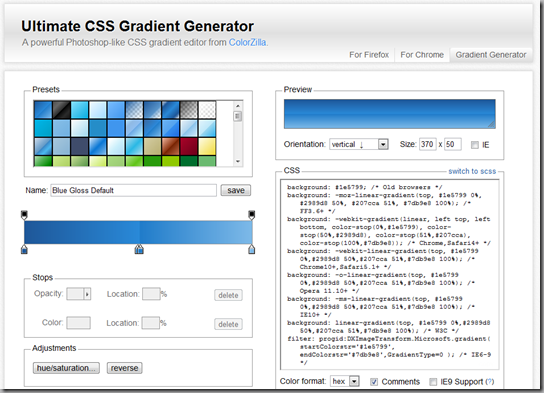 Ultimate CSS Gradient Generator
A powerful Photoshop-like CSS gradient editor from ColorZilla.
For Firefox For Chrome Gradient Generator
Presets
Name: Blue Gloss Default save
Stops
Opacity: Location: % delete
Color: Location: % delete
Adjustments
hue/saturation... reverse
Preview
Orientation: vertical ↓ Size: 370 x 50 IE
CSS
switch to scss
background: #1e5799; /* Old browsers */
background: -moz-linear-gradient(top, #1e5799 0%,
#2989d8 50%, #207cca 51%, #7db9e8 100%); /*
FF3.6+ */
background: -webkit-gradient(linear, left top, left
bottom, color-stop(0%,#1e5799), color-
stop(50%,#2989d8), color-stop(51%,#207cca),
color-stop(100%,#7db9e8)); /* Chrome,Safari4+ */
background: -webkit-linear-gradient(top, #1e5799
0%,#2989d8 50%,#207cca 51%,#7db9e8 100%); /*
Chrome10+,Safari5.1+ */
background: -o-linear-gradient(top, #1e5799
0%,#2989d8 50%,#207cca 51%,#7db9e8 100%); /*
Opera 11.10+ */
background: -ms-linear-gradient(top, #1e5799
0%,#2989d8 50%,#207cca 51%,#7db9e8 100%); /*
IE10+ */
background: linear-gradient(top, #1e5799 0%,#2989d8
50%,#207cca 51%,#7db9e8 100%); /* W3C */
filter: progid:DXImageTransform.Microsoft.gradient(
startColorstr='#1e5799',
endColorstr='#7db9e8',GradientType=0 ); /* IE6-9
*/
Color format: hex Comments IE9 Support (?)